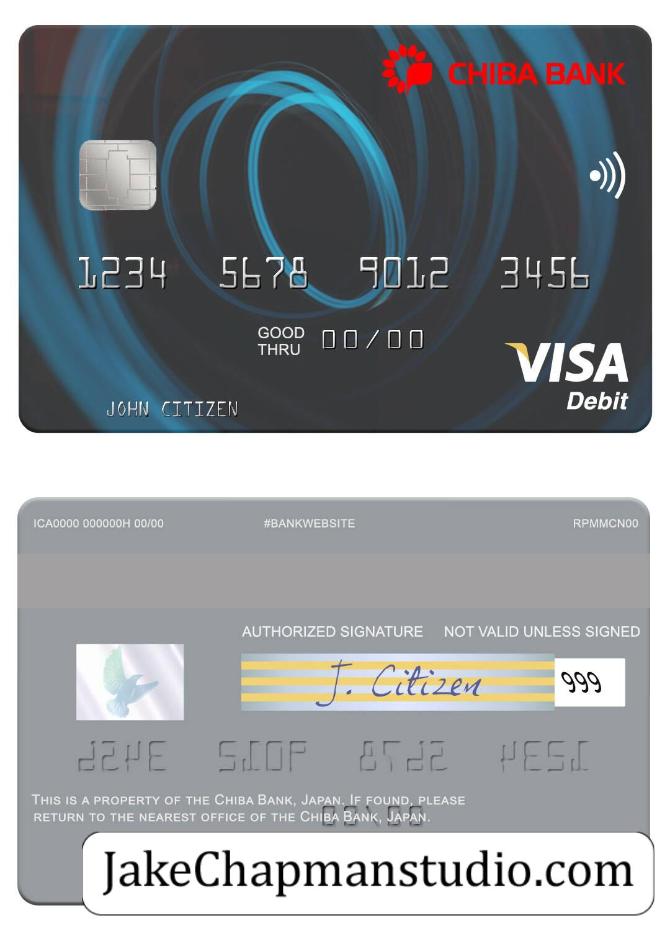 CHIBA BANK
1234 5678 9012 3456
GOOD THRU 00/00
VISA
Debit
JOHN CITIZEN
ICA0000 000000H 00/00 #BANKWEBSITE RPMMCN00
AUTHORIZED SIGNATURE NOT VALID UNLESS SIGNED
J. Citizen 999
THIS IS A PROPERTY OF THE CHIBA BANK, JAPAN. IF FOUND, PLEASE
RETURN TO THE NEAREST OFFICE OF THE CHIBA BANK, JAPAN.
JakeChapmanstudio.com